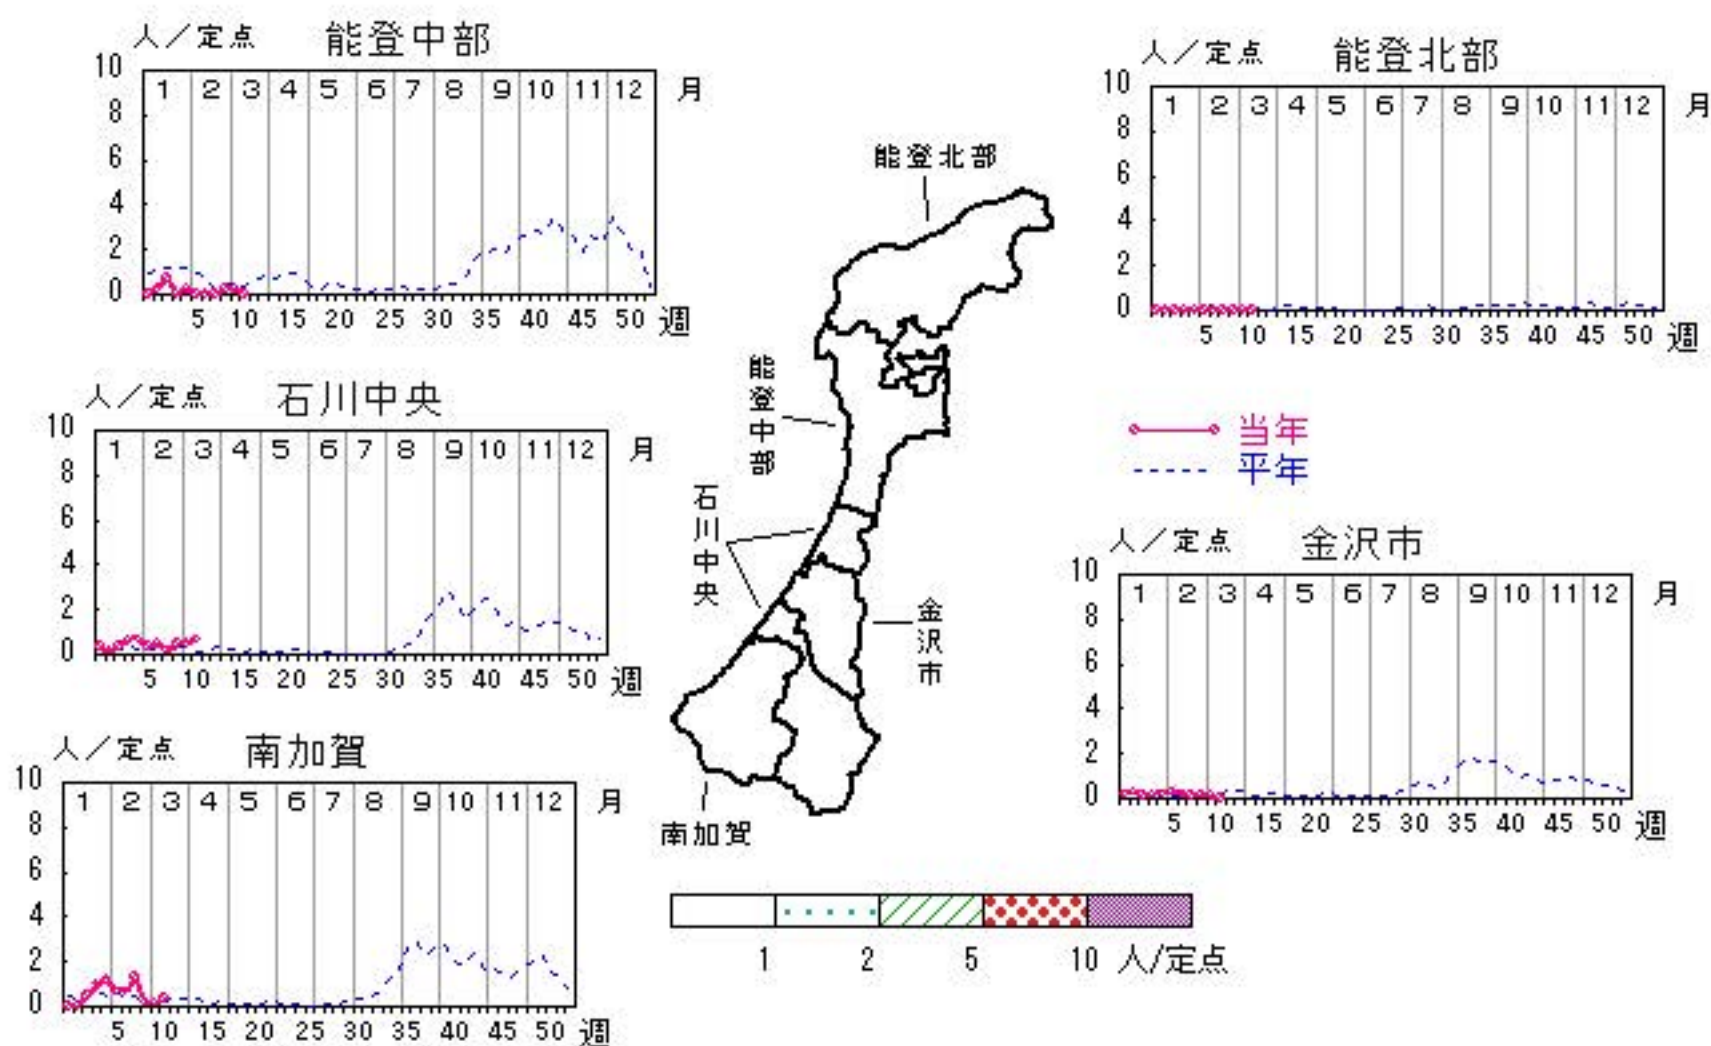 人／定点 能登中部
10 8 6 4 2 0
1 2 3 4 5 6 7 8 9 10 11 12 月
5 10 15 20 25 30 35 40 45 50 週
人／定点 能登北部
10 8 6 4 2 0
1 2 3 4 5 6 7 8 9 10 11 12 月
5 10 15 20 25 30 35 40 45 50 週
人／定点 石川中央
10 8 6 4 2 0
1 2 3 4 5 6 7 8 9 10 11 12 月
5 10 15 20 25 30 35 40 45 50 週
当年
平年
人／定点 金沢市
10 8 6 4 2 0
1 2 3 4 5 6 7 8 9 10 11 12 月
5 10 15 20 25 30 35 40 45 50 週
人／定点 南加賀
10 8 6 4 2 0
1 2 3 4 5 6 7 8 9 10 11 12 月
5 10 15 20 25 30 35 40 45 50 週
能登北部
能登中部
石川中央
金沢市
南加賀
1 2 5 10 人/定点